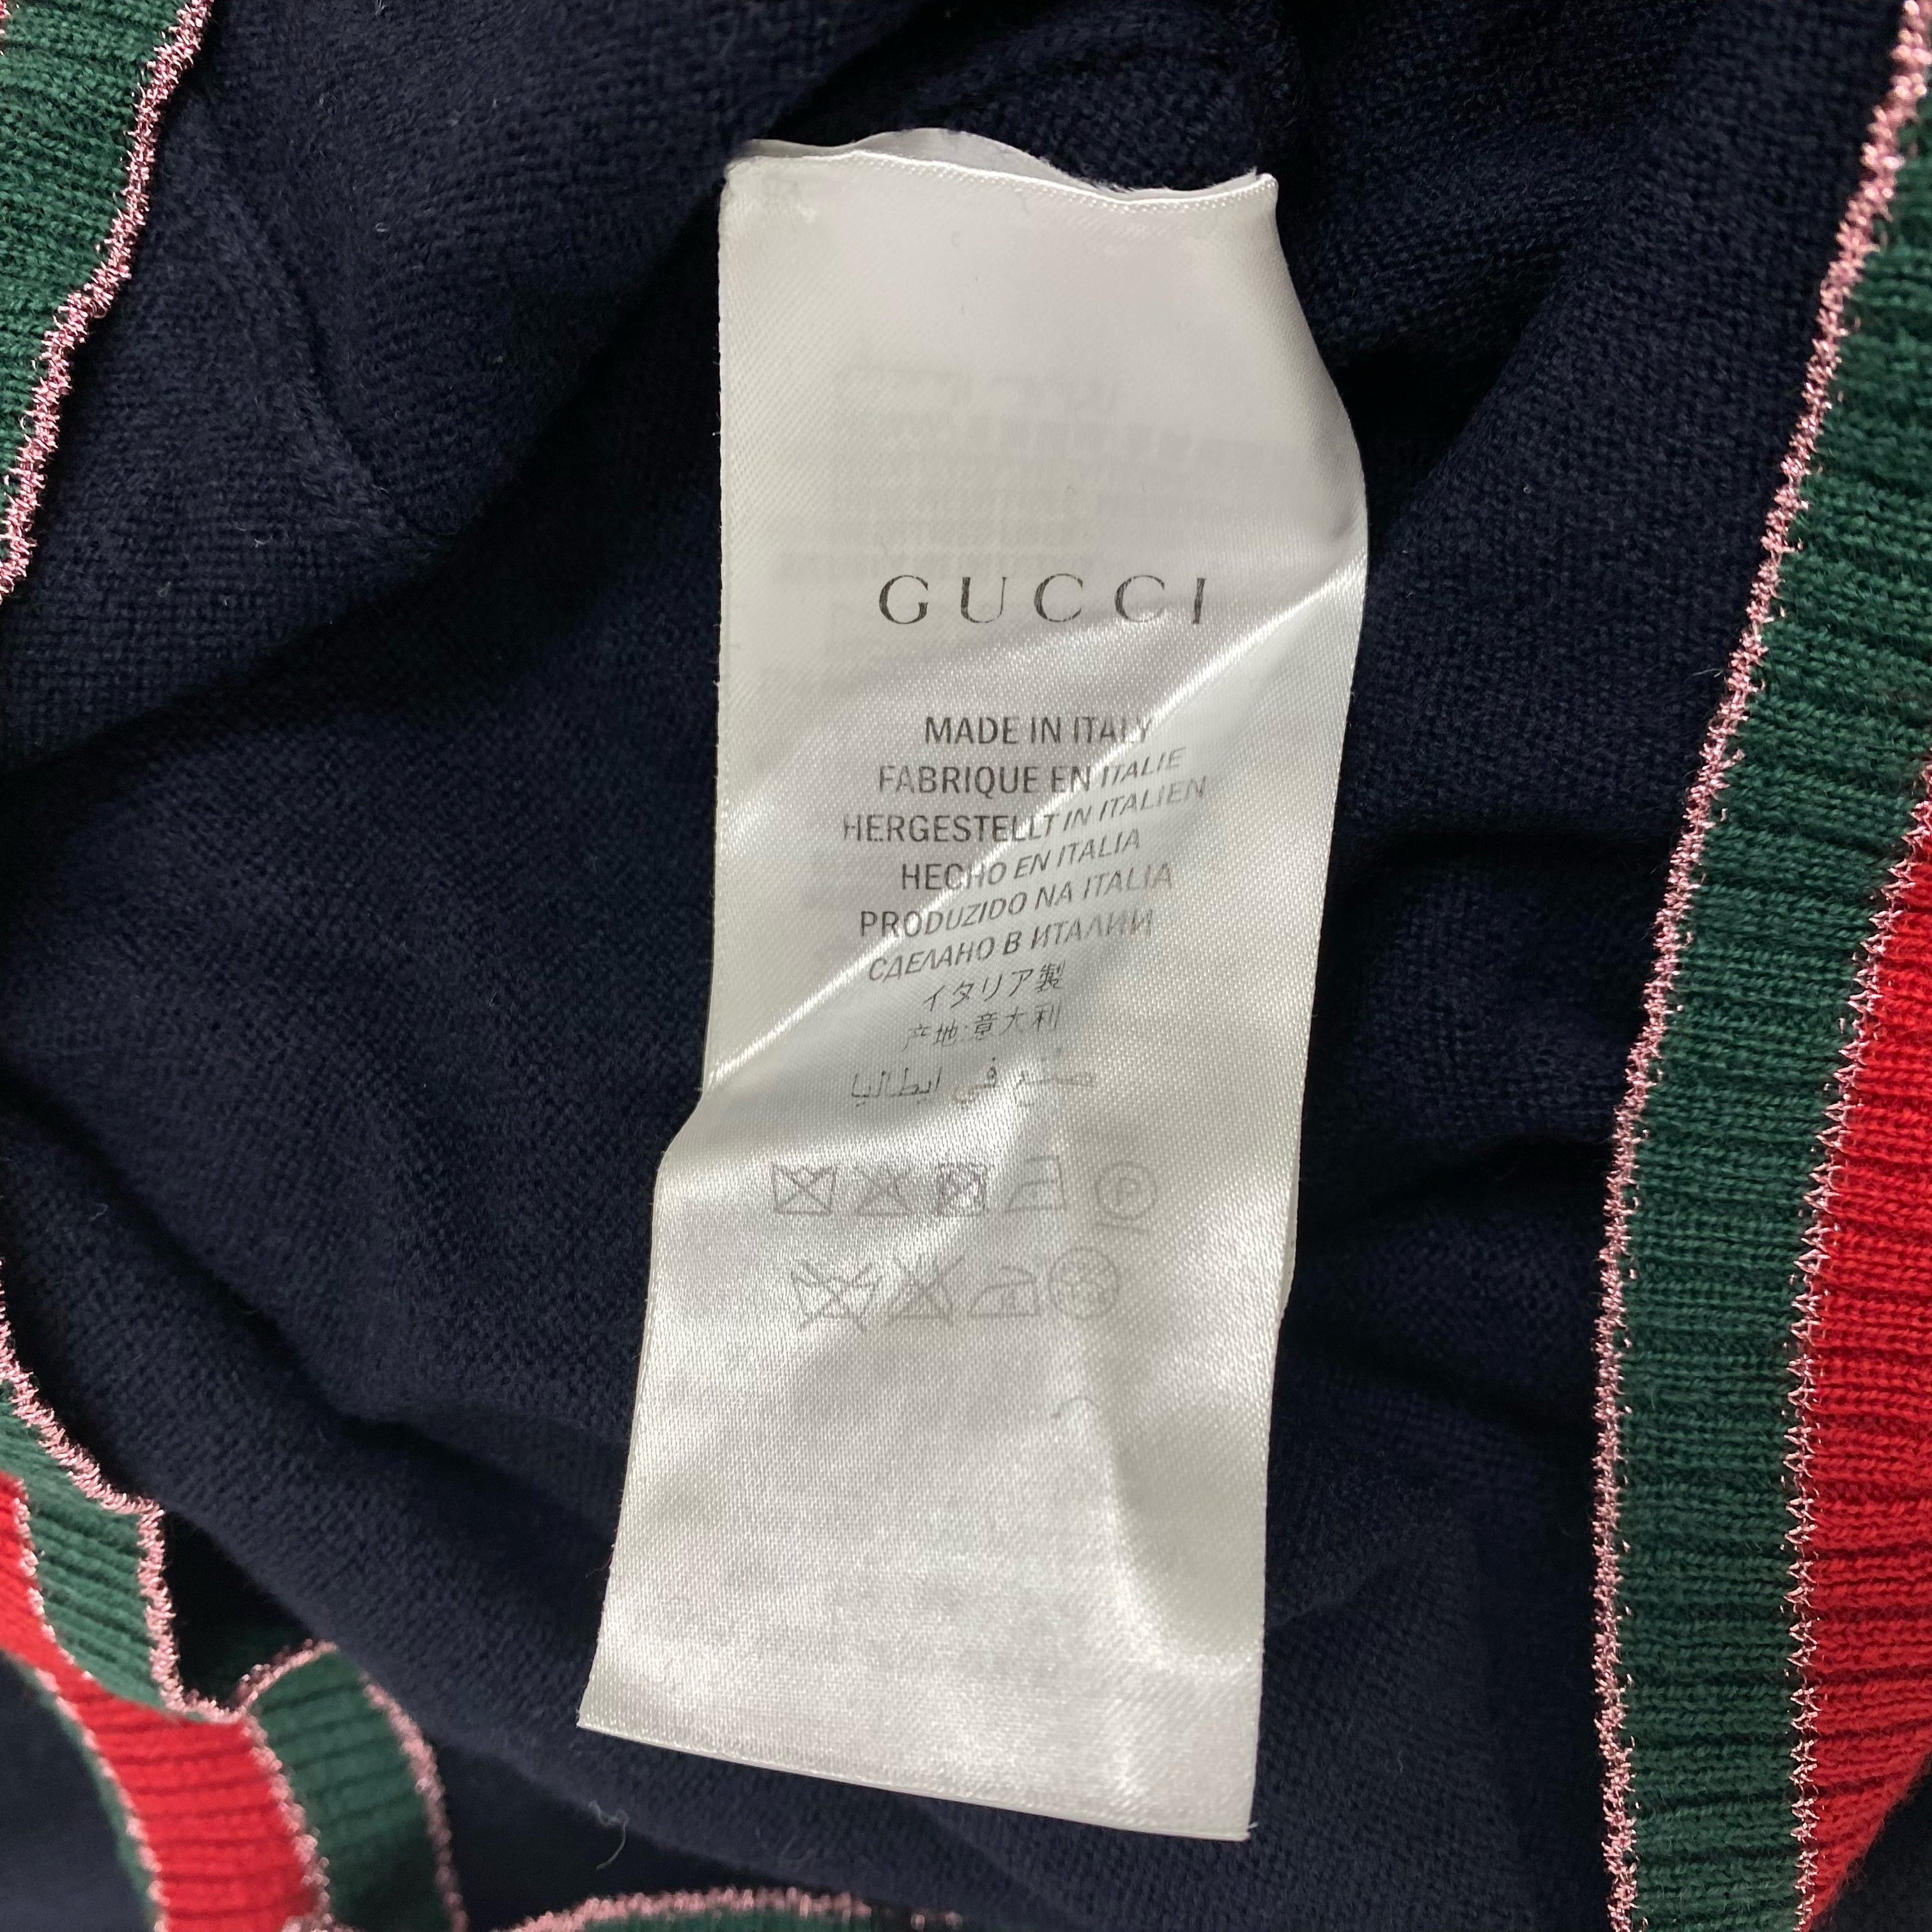 GUCCI
MADE IN ITALY
FABRIQUE EN ITALIE
HERGESTELLT IN ITALIEN
HECHO EN ITALIA
PRODUZIDO NA ITALIA
СДЕЛАНО В ИТАЛИИ
イタリア製
产地:意大利
صنع في ايطاليا